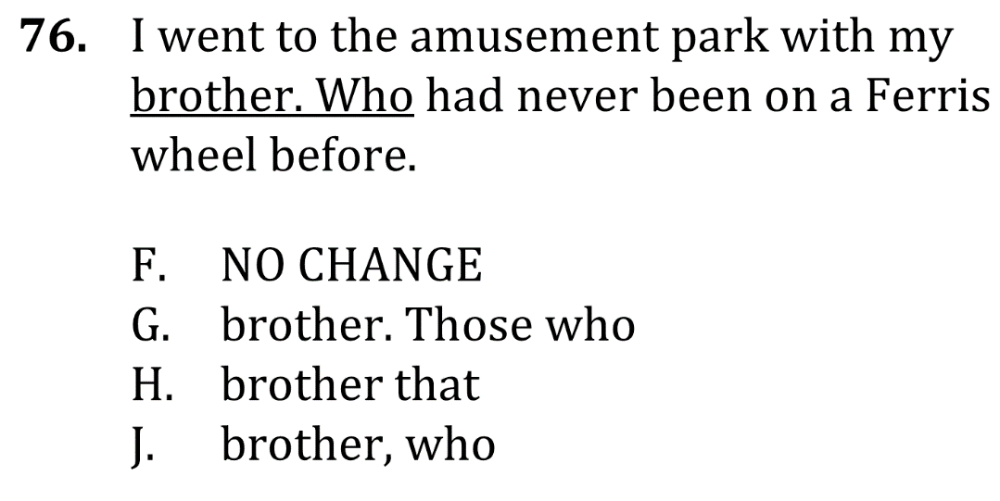 76. I went to the amusement park with my
brother. Who had never been on a Ferris
wheel before.
F. NO CHANGE
G. brother. Those who
H. brother that
J. brother, who